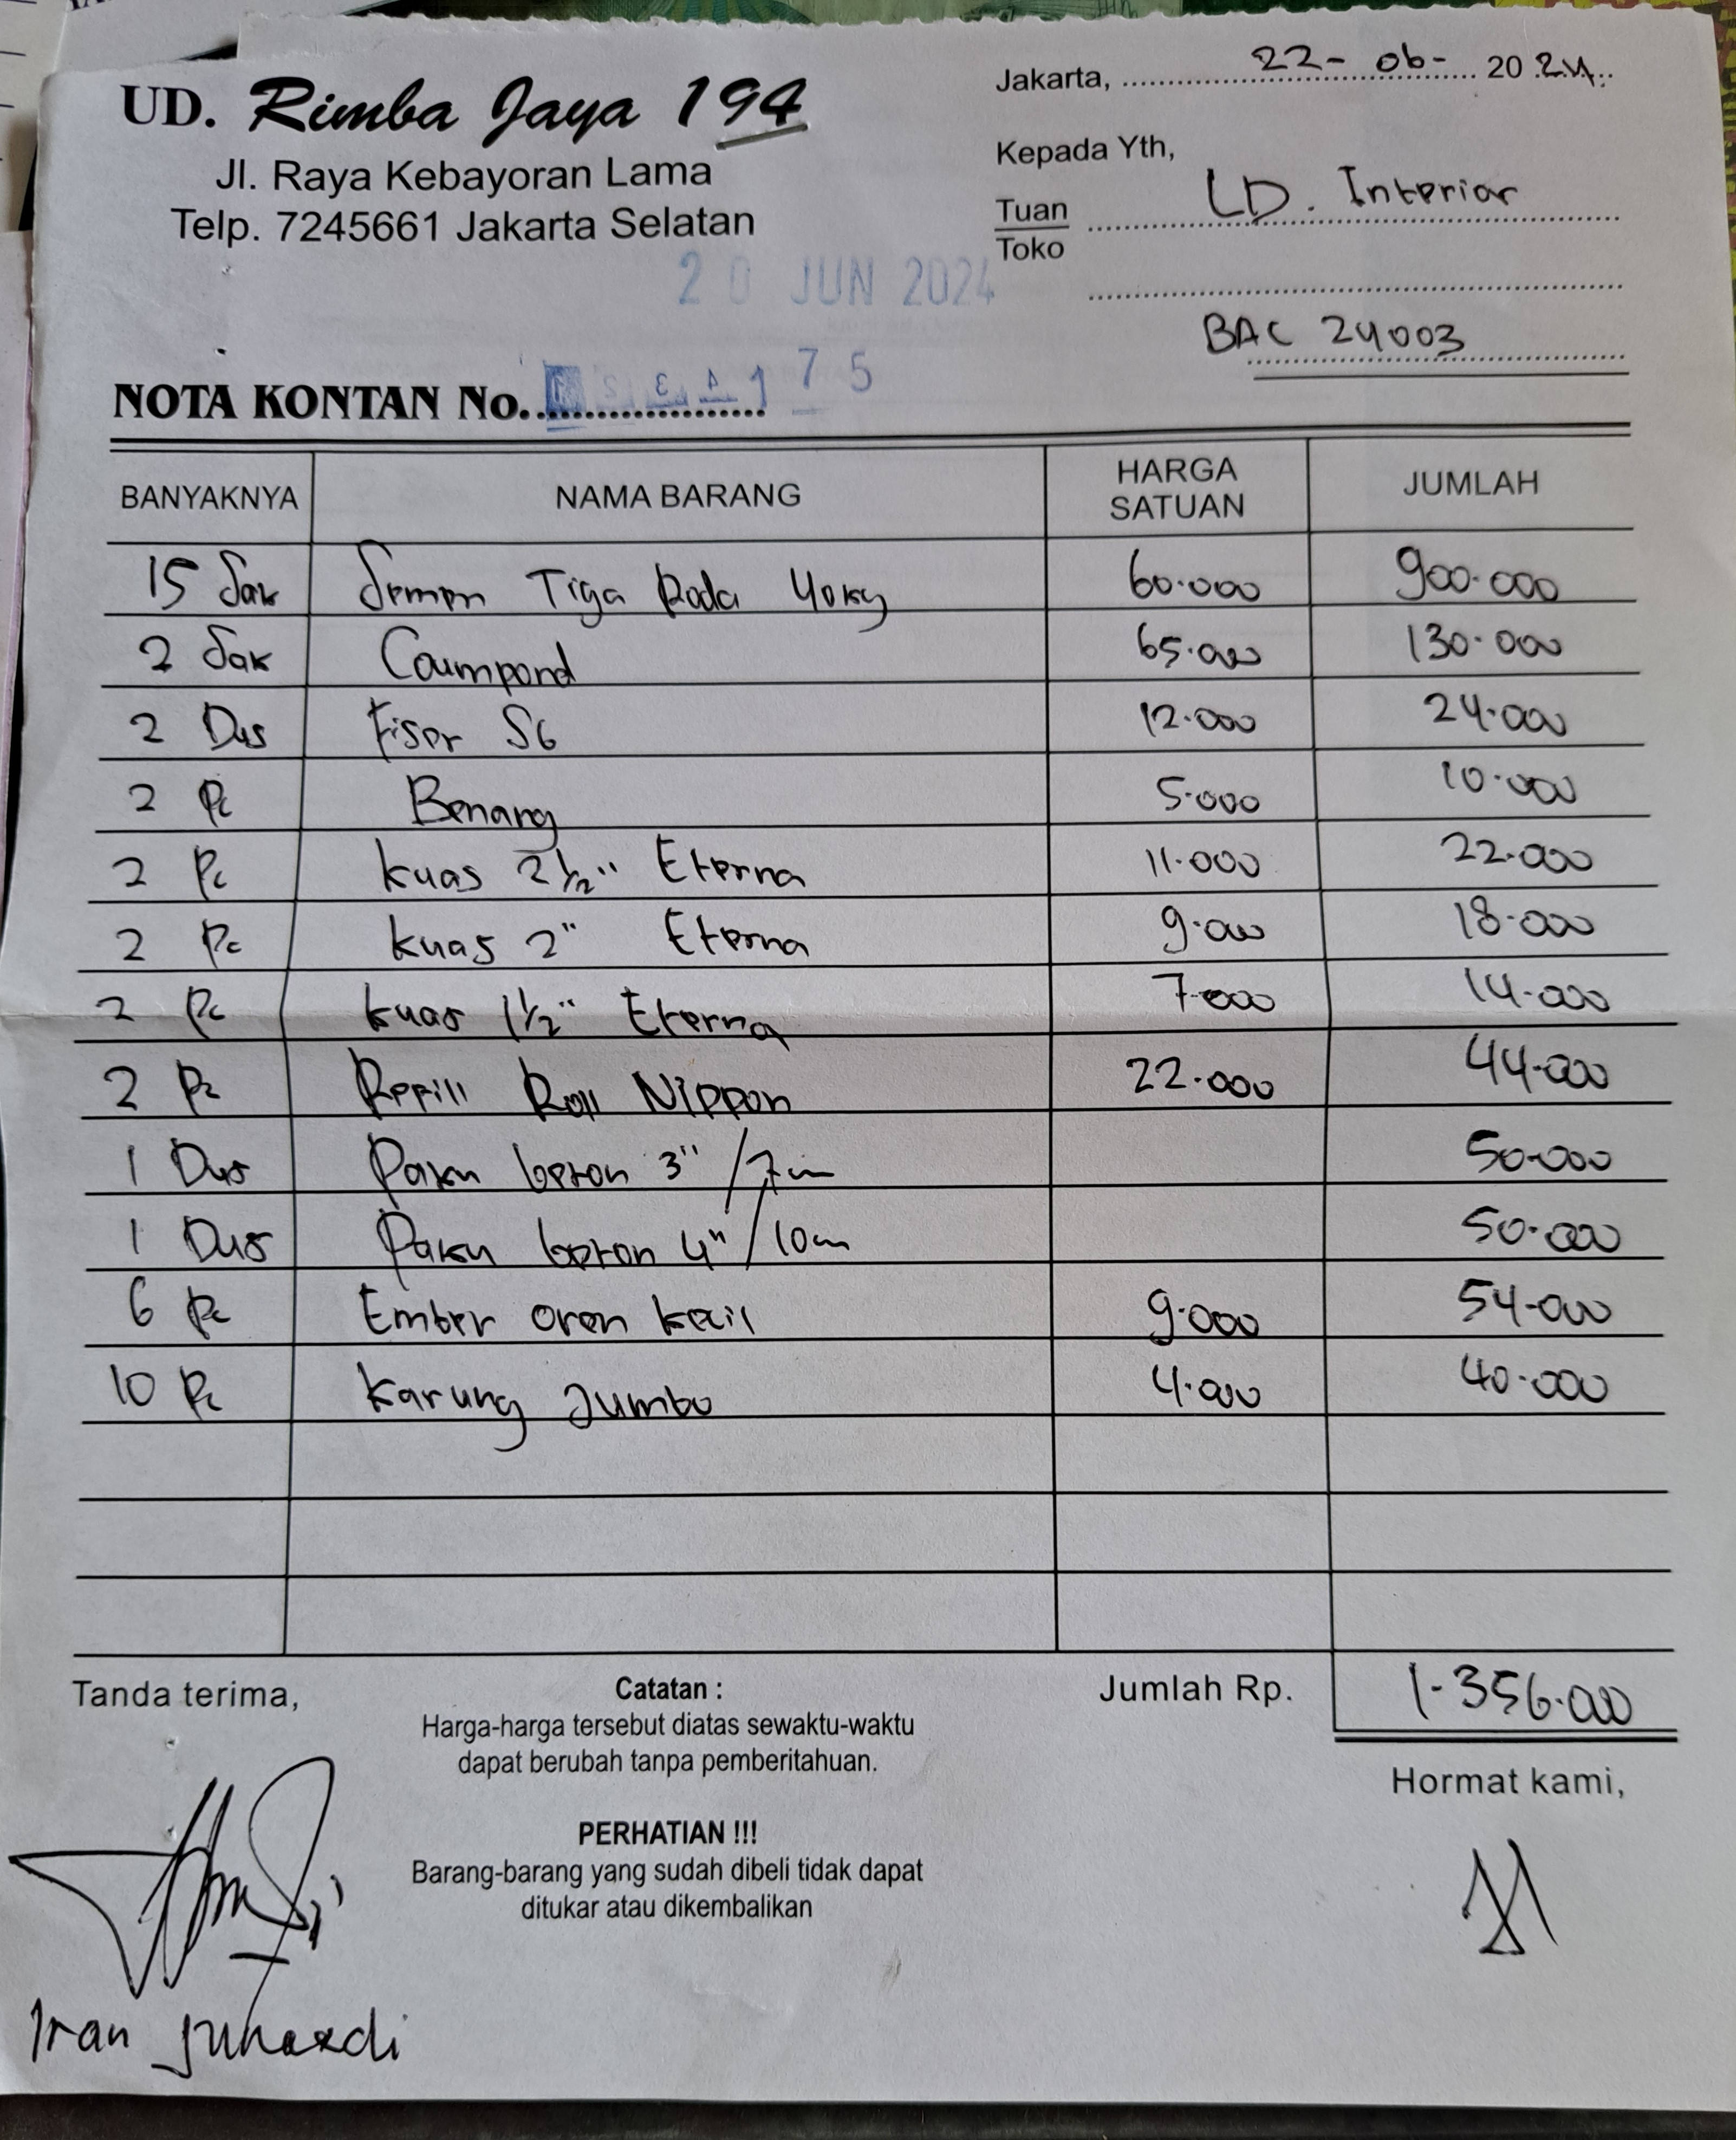 UD. Rimba Jaya 194
Jl. Raya Kebayoran Lama
Telp. 7245661 Jakarta Selatan
Jakarta, 22-06-2024
Kepada Yth,
Tuan LD. Interior
Toko
20 JUN 2024
BAC 24003
NOTA KONTAN No. 1 75
BANYAKNYA NAMA BARANG HARGA SATUAN JUMLAH
15 Sak Semen Tiga Roda 40kg 60.000 900.000
2 Sak Coumpond 65.000 130.000
2 Dus Fiser S6 12.000 24.000
2 Pc Benang 5.000 10.000
2 Pc Kuas 2½" Eterna 11.000 22.000
2 Pc Kuas 2" Eterna 9.000 18.000
2 Pc Kuas 1½" Eterna 7.000 14.000
2 Pc Refill Roll Nippon 22.000 44.000
1 Dus Paku beton 3"/7cm 50.000
1 Dus Paku beton 4"/10cm 50.000
6 Pc Ember oren kecil 9.000 54.000
10 Pc Karung Jumbo 4.000 40.000
Jumlah Rp. 1.356.000
Tanda terima,
Catatan :
Harga-harga tersebut diatas sewaktu-waktu
dapat berubah tanpa pemberitahuan.
Hormat kami,
PERHATIAN !!!
Barang-barang yang sudah dibeli tidak dapat
ditukar atau dikembalikan